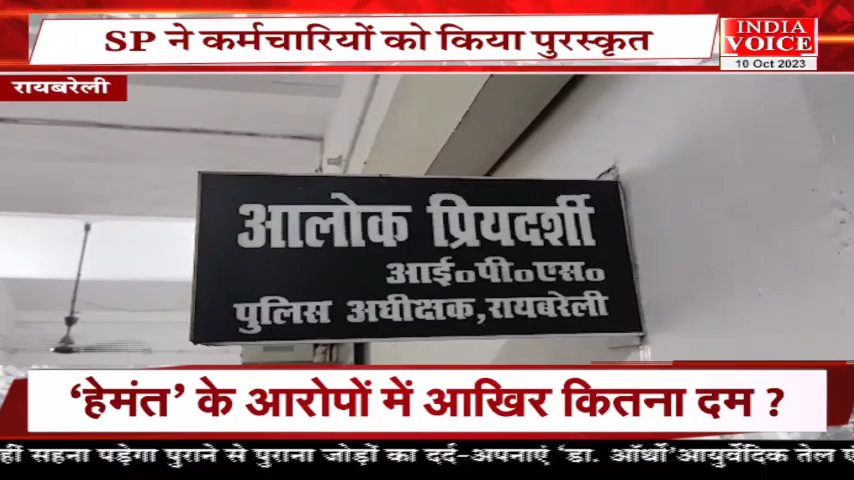 SP ने कर्मचारियों को किया पुरस्कृत
INDIA
VOICE
10 Oct 2023
रायबरेली
आलोक प्रियदर्शी
आई०पी०एस०
पुलिस अधीक्षक,रायबरेली
‘हेमंत’ के आरोपों में आखिर कितना दम ?
सहना पड़ेगा पुराने से पुराना जोड़ों का दर्द-अपनाएं ‘डा. ऑर्थो’आयुर्वेदिक तेल